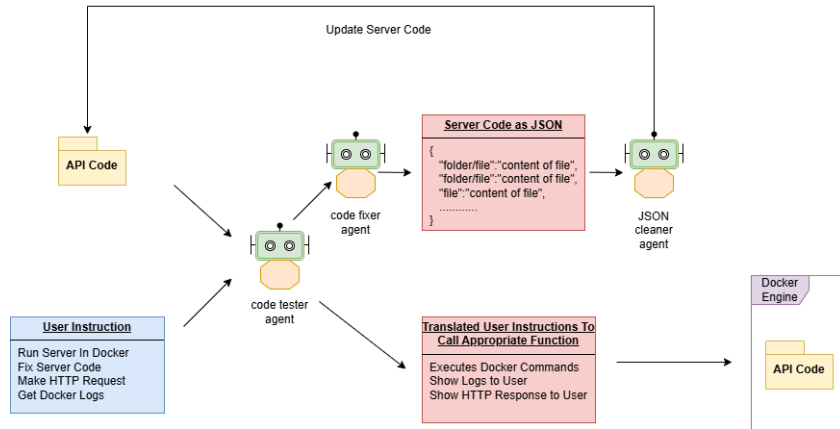 Update Server Code
API Code
code fixer
agent
Server Code as JSON
{
"folder/file":"content of file",
"folder/file":"content of file",
"file":"content of file",
............
}
JSON
cleaner
agent
code tester
agent
User Instruction
Run Server In Docker
Fix Server Code
Make HTTP Request
Get Docker Logs
Translated User Instructions To
Call Appropriate Function
Executes Docker Commands
Show Logs to User
Show HTTP Response to User
Docker
Engine
API Code